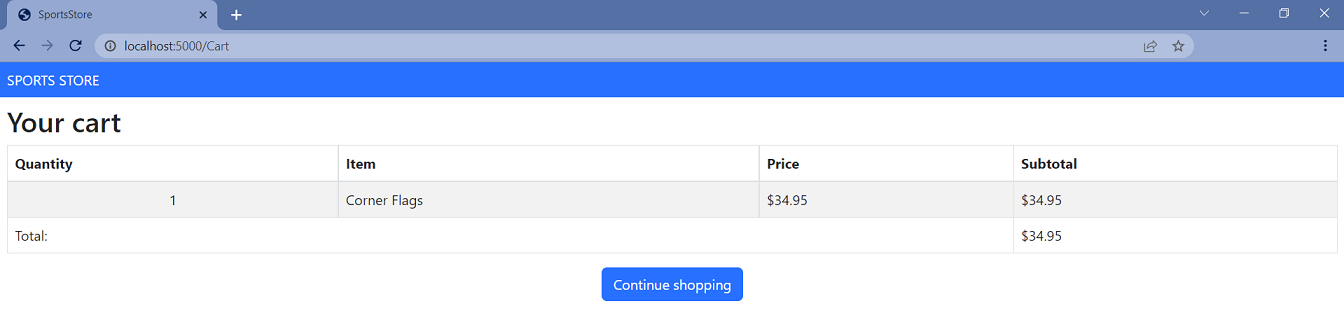 SportsStore
localhost:5000/Cart
SPORTS STORE
Your cart
Quantity Item Price Subtotal
1 Corner Flags $34.95 $34.95
Total: $34.95
Continue shopping